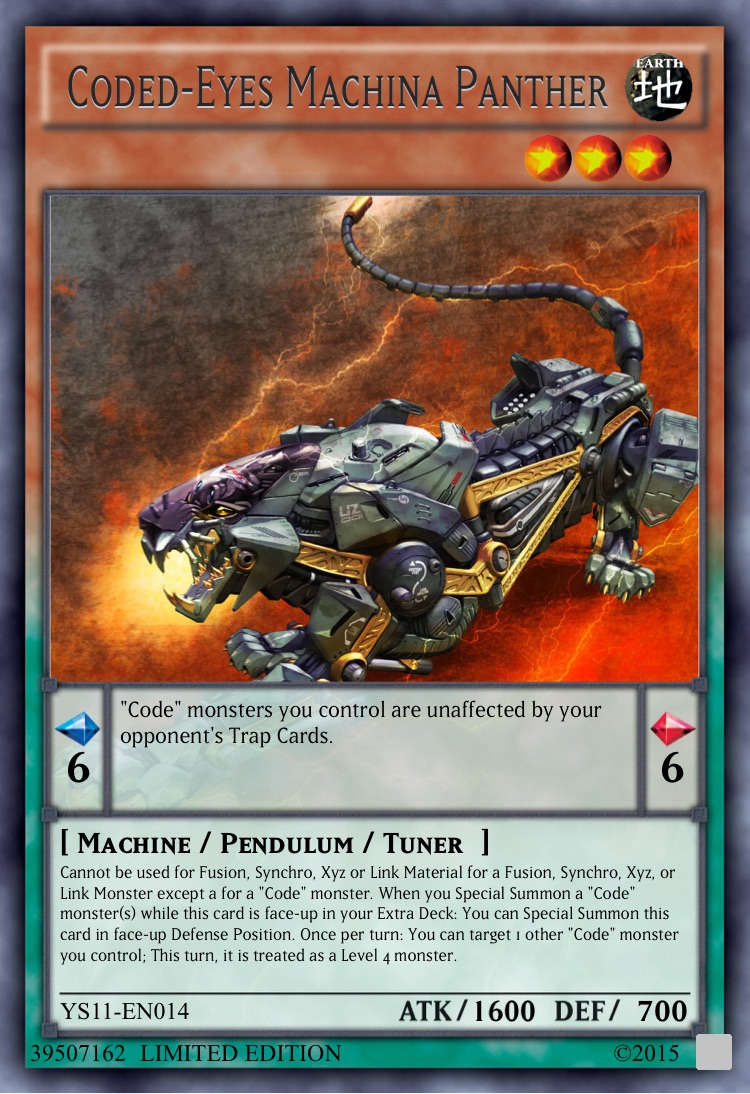 Coded-Eyes Machina Panther
EARTH
地
"Code" monsters you control are unaffected by your
opponent's Trap Cards.
6
6
[ Machine / Pendulum / Tuner ]
Cannot be used for Fusion, Synchro, Xyz or Link Material for a Fusion, Synchro, Xyz, or
Link Monster except a for a "Code" monster. When you Special Summon a "Code"
monster(s) while this card is face-up in your Extra Deck: You can Special Summon this
card in face-up Defense Position. Once per turn: You can target 1 other "Code" monster
you control; This turn, it is treated as a Level 4 monster.
YS11-EN014
ATK/1600 DEF/ 700
39507162 LIMITED EDITION
©2015